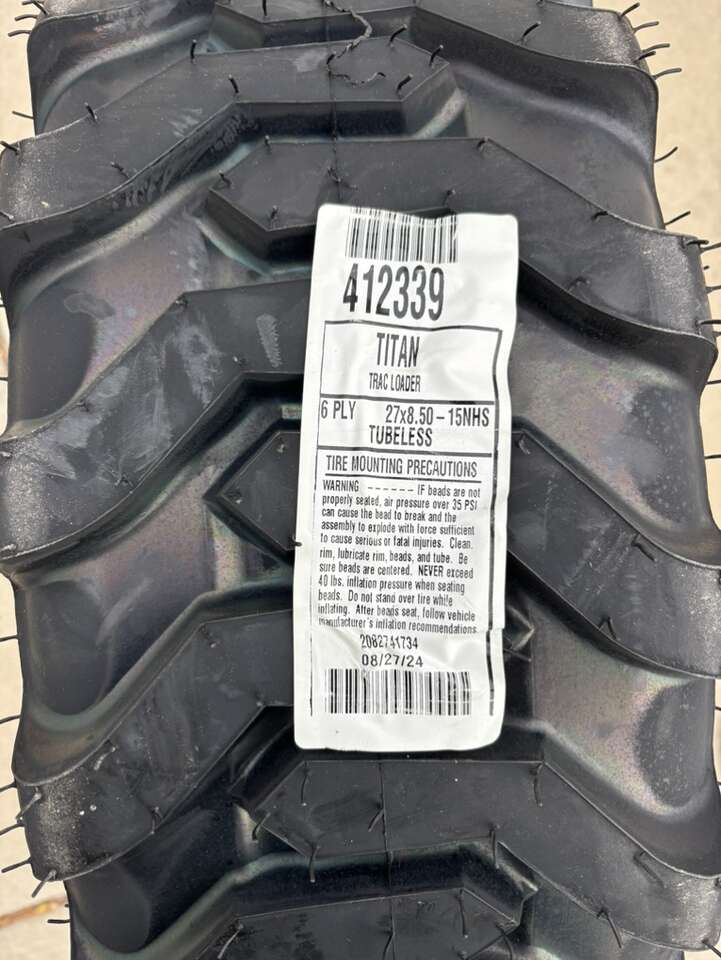 412339
TITAN
TRAC LOADER
6 PLY 27x8.50-15NHS
TUBELESS
TIRE MOUNTING PRECAUTIONS
WARNING ------ IF beads are not
properly seated, air pressure over 35 PSI
can cause the bead to break and the
assembly to explode with force sufficient
to cause serious or fatal injuries. Clean
rim, lubricate rim, beads, and tube. Be
sure beads are centered. NEVER exceed
40 lbs. inflation pressure when seating
beads. Do not stand over tire while
inflating. After beads seat, follow vehicle
manufacturer's inflation recommendations.
2082741734
08/27/24